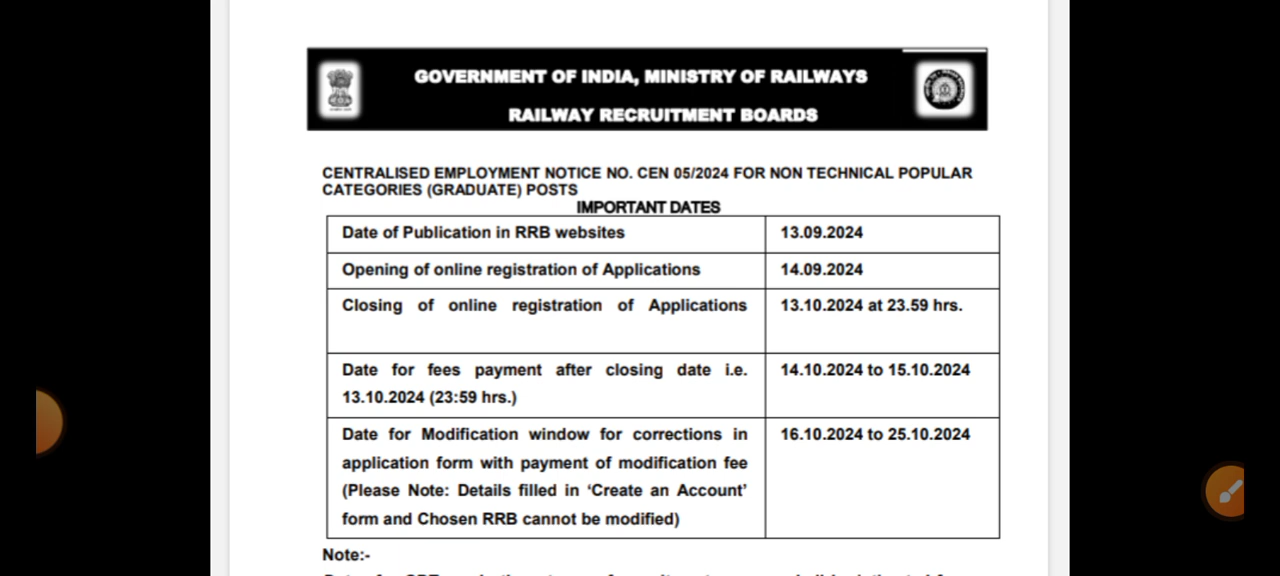 GOVERNMENT OF INDIA, MINISTRY OF RAILWAYS
RAILWAY RECRUITMENT BOARDS
CENTRALISED EMPLOYMENT NOTICE NO. CEN 05/2024 FOR NON TECHNICAL POPULAR
CATEGORIES (GRADUATE) POSTS
IMPORTANT DATES
Date of Publication in RRB websites 13.09.2024
Opening of online registration of Applications 14.09.2024
Closing of online registration of Applications 13.10.2024 at 23.59 hrs.
Date for fees payment after closing date i.e. 14.10.2024 to 15.10.2024
13.10.2024 (23:59 hrs.)
Date for Modification window for corrections in 16.10.2024 to 25.10.2024
application form with payment of modification fee
(Please Note: Details filled in ‘Create an Account’
form and Chosen RRB cannot be modified)
Note:-